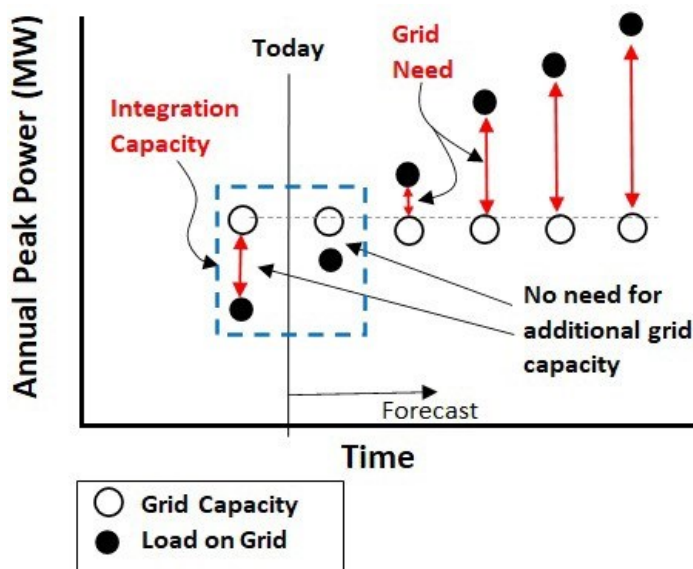 Annual Peak Power (MW)
Today
Grid
Need
Integration
Capacity
No need for
additional grid
capacity
Forecast
Time
Grid Capacity
Load on Grid